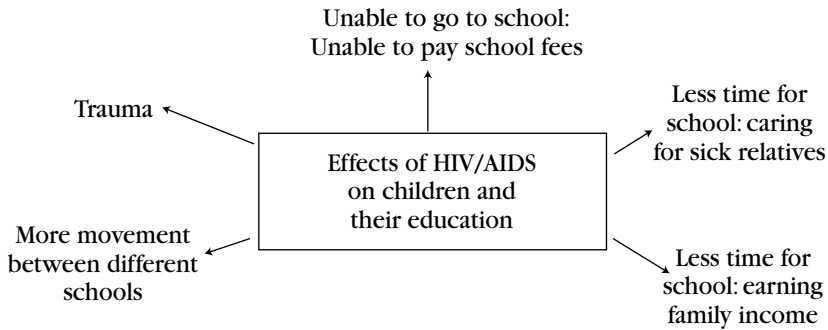 Unable to go to school:
Unable to pay school fees
Trauma
Less time for
school: caring
for sick relatives
Effects of HIV/AIDS
on children and
their education
More movement
between different
schools
Less time for
school: earning
family income